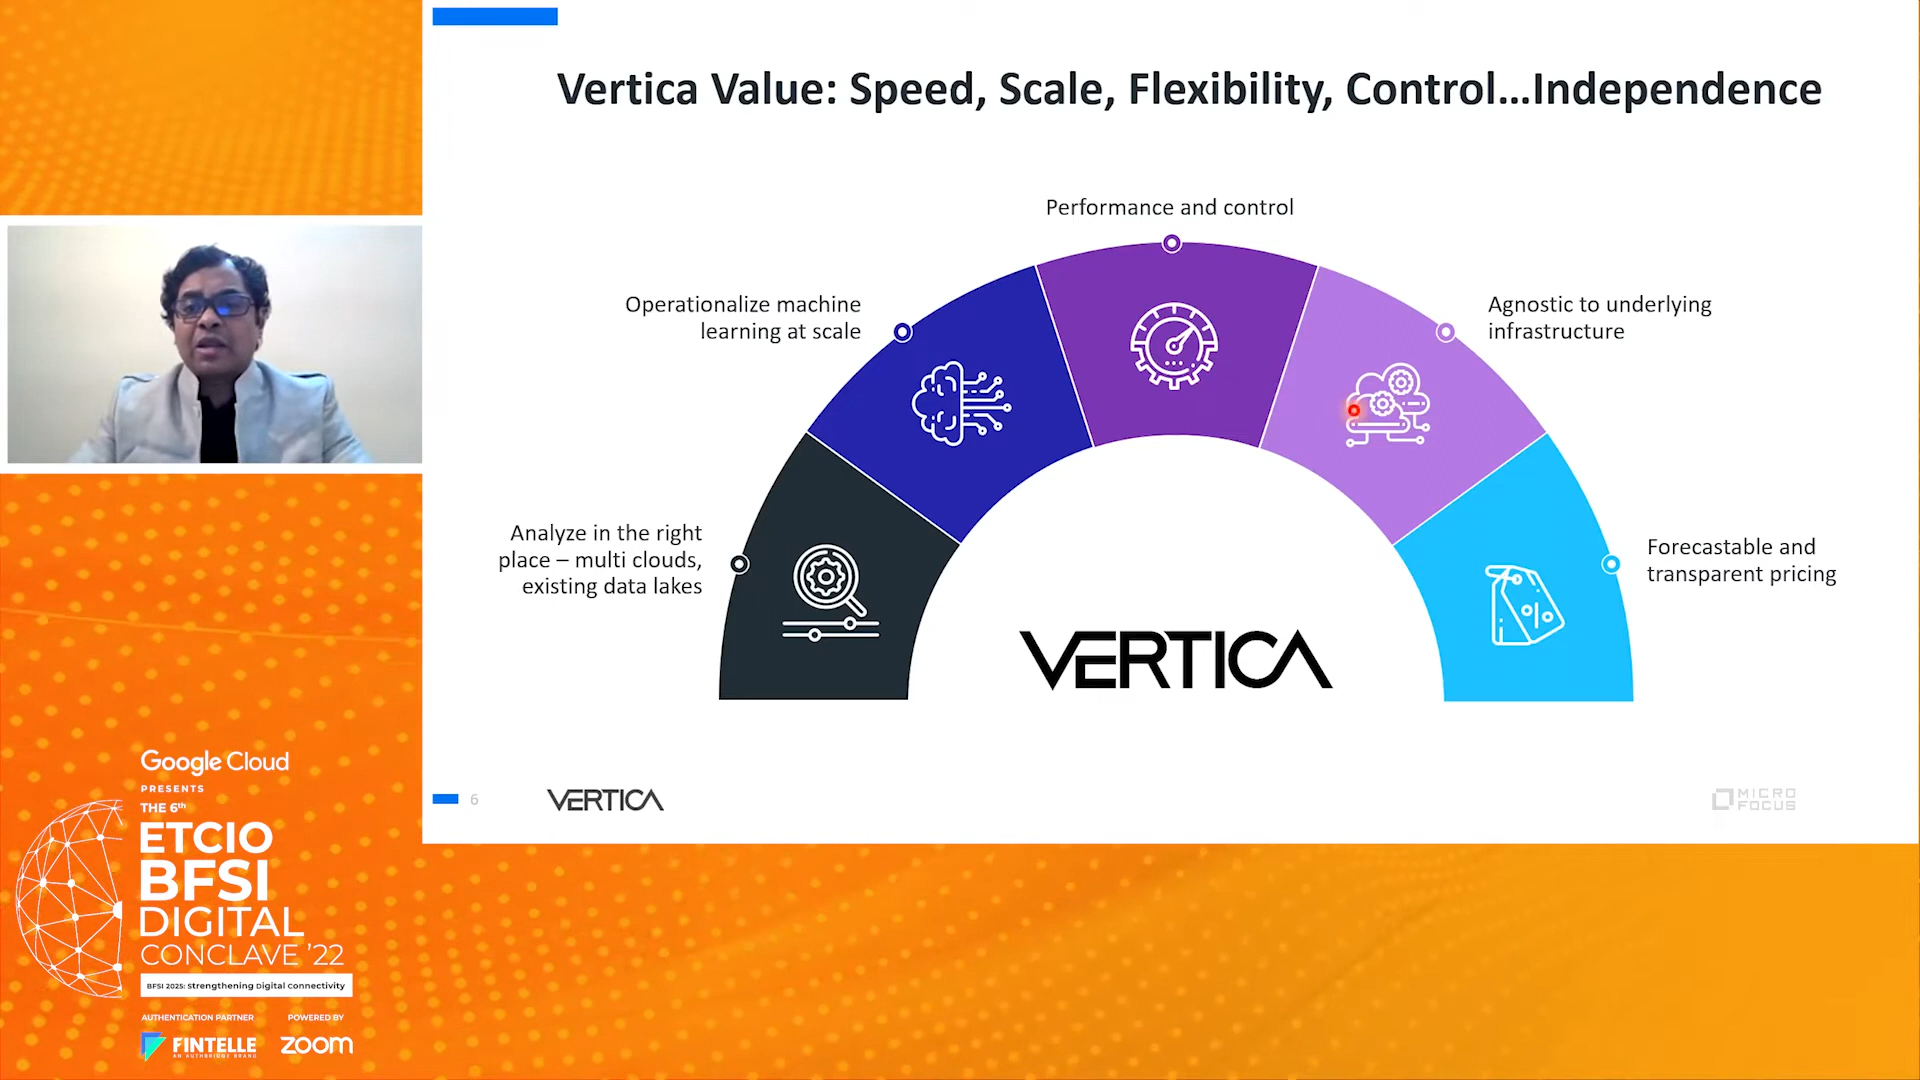 Vertica Value: Speed, Scale, Flexibility, Control...Independence
Performance and control
Operationalize machine
learning at scale
Agnostic to underlying
infrastructure
Analyze in the right
place – multi clouds,
existing data lakes
Forecastable and
transparent pricing
VERTICA
6
VERTICA
MICRO
FOCUS
Google Cloud
PRESENTS
THE 6th
ETCIO
BFSI
DIGITAL
CONCLAVE '22
BFSI 2025: strengthening digital connectivity
AUTHENTICATION PARTNER
POWERED BY
FINTELLE
AN AUTHBRIDGE BRAND
zoom